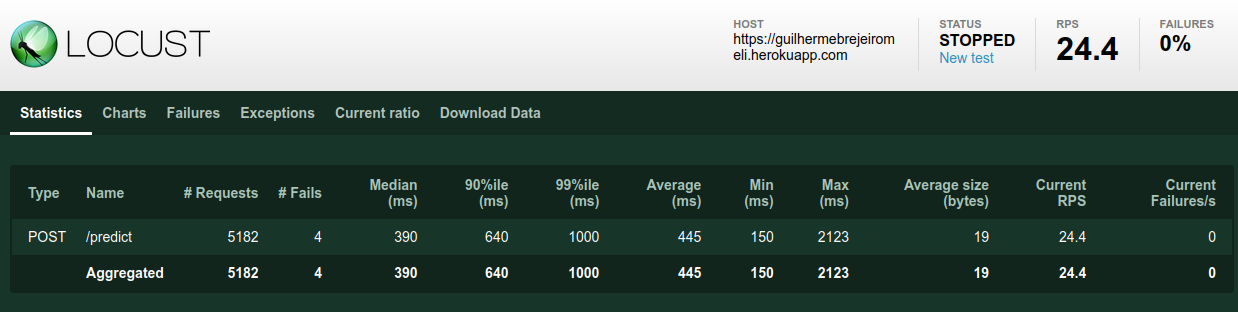 LOCUST
HOST
https://guilhermebrejeirom
eli.herokuapp.com
STATUS
STOPPED
New test
RPS
24.4
FAILURES
0%
Statistics Charts Failures Exceptions Current ratio Download Data
Type Name # Requests # Fails Median (ms) 90%ile (ms) 99%ile (ms) Average (ms) Min (ms) Max (ms) Average size (bytes) Current RPS Current Failures/s
POST /predict 5182 4 390 640 1000 445 150 2123 19 24.4 0
Aggregated 5182 4 390 640 1000 445 150 2123 19 24.4 0